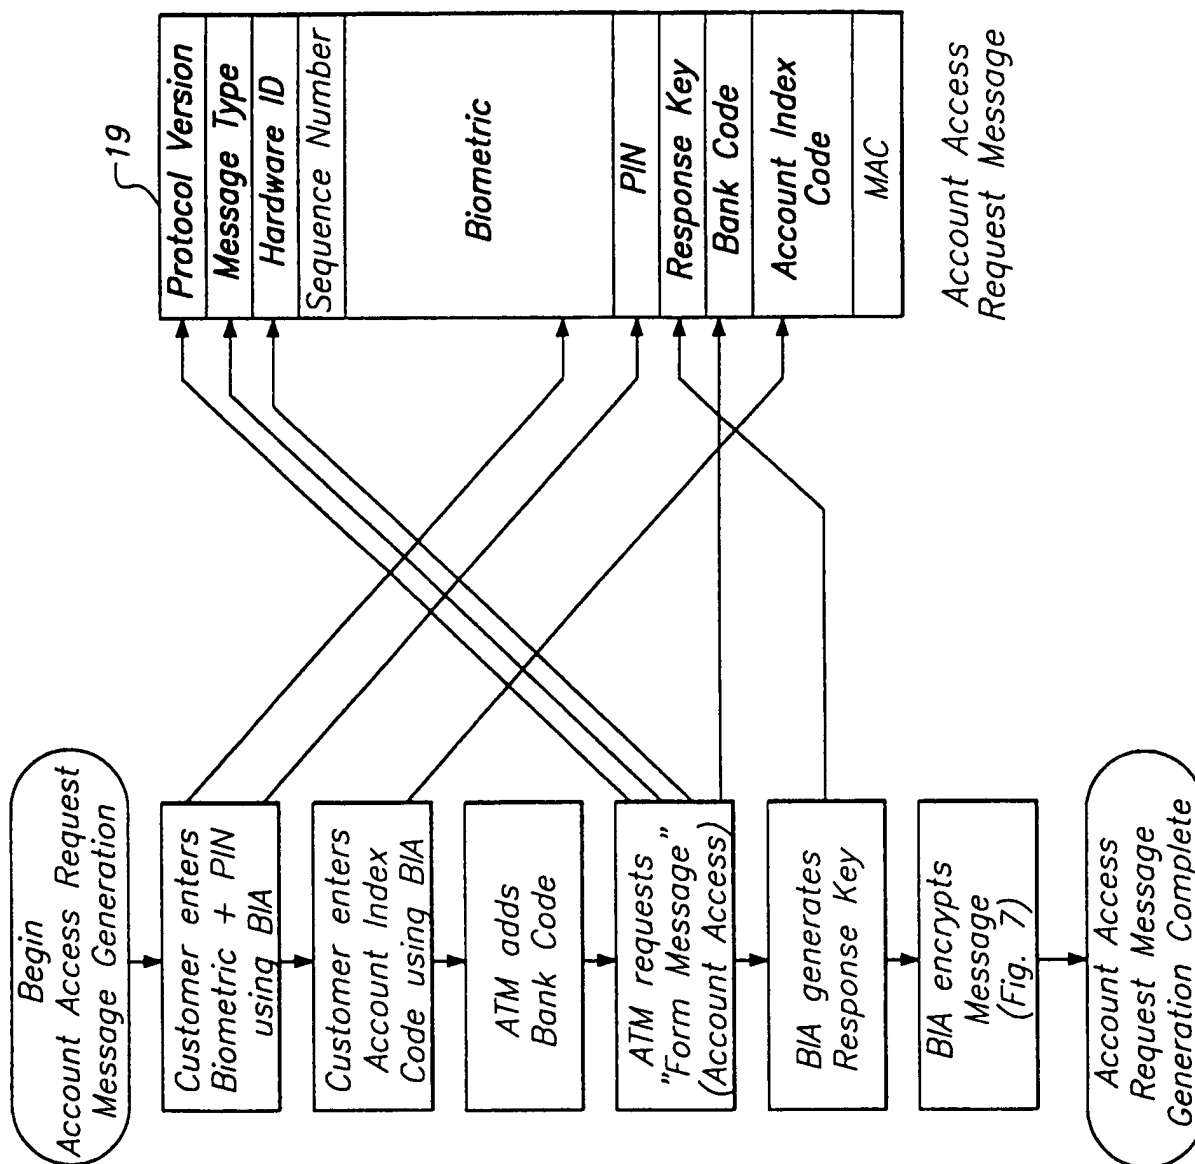 Begin
Account Access Request
Message Generation
Customer enters
Biometric + PIN
using BIA
Customer enters
Account Index
Code using BIA
ATM adds
Bank Code
ATM requests
"Form Message"
(Account Access)
BIA generates
Response Key
BIA encrypts
Message
(Fig. 7)
Account Access
Request Message
Generation Complete
19
Protocol Version
Message Type
Hardware ID
Sequence Number
Biometric
PIN
Response Key
Bank Code
Account Index
Code
MAC
Account Access
Request Message